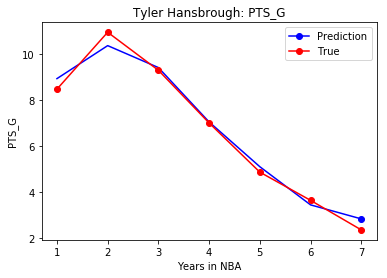 Tyler Hansbrough: PTS_G
Prediction
True
PTS_G
10
8
6
4
2
1 2 3 4 5 6 7
Years in NBA